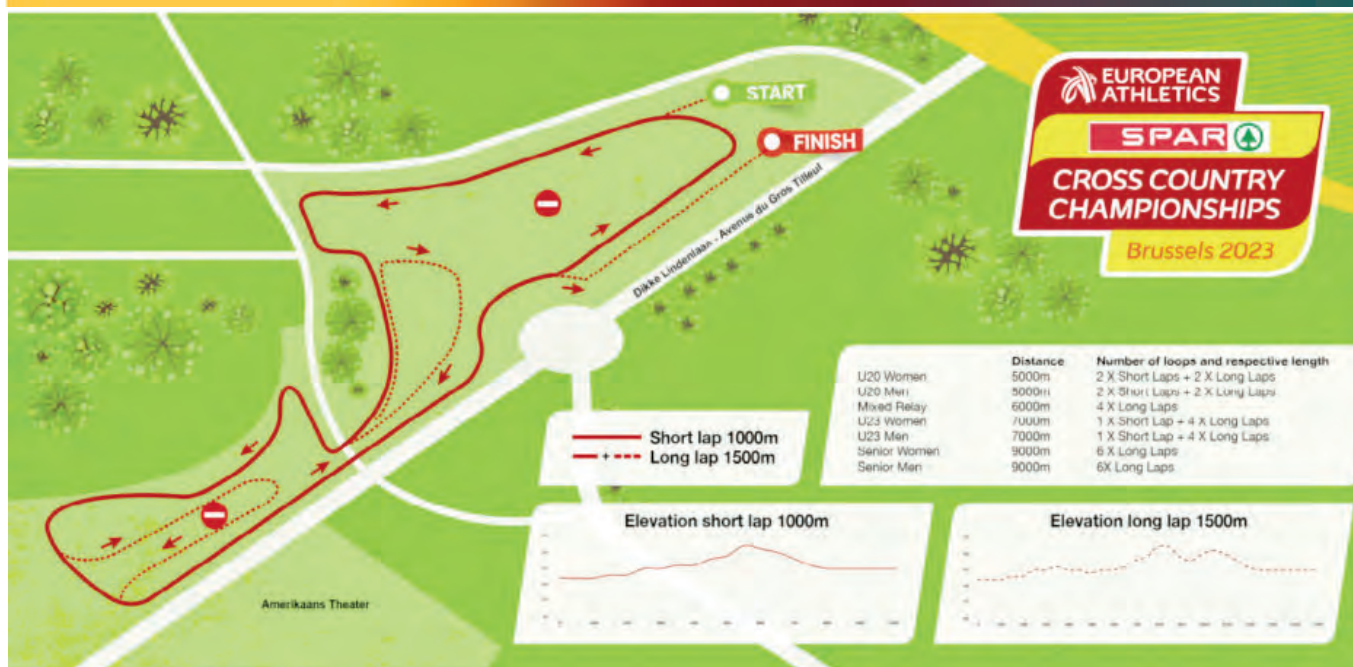 START
FINISH
EUROPEAN
ATHLETICS
SPAR
CROSS COUNTRY
CHAMPIONSHIPS
Brussels 2023
Dikke Lindenlaan - Avenue du Gros Tilleul
Distance Number of loops and respective length
U20 Women 5000m 2 X Short Laps + 2 X Long Laps
U20 Men 5000m 2 X Short Laps + 2 X Long Laps
Mixed Relay 6000m 4 X Long Laps
U23 Women 7000m 1 X Short Lap + 4 X Long Laps
U23 Men 7000m 1 X Short Lap + 4 X Long Laps
Senior Women 9000m 6 X Long Laps
Senior Men 9000m 6X Long Laps
Short lap 1000m
+ Long lap 1500m
Elevation short lap 1000m
Elevation long lap 1500m
Amerikaans Theater